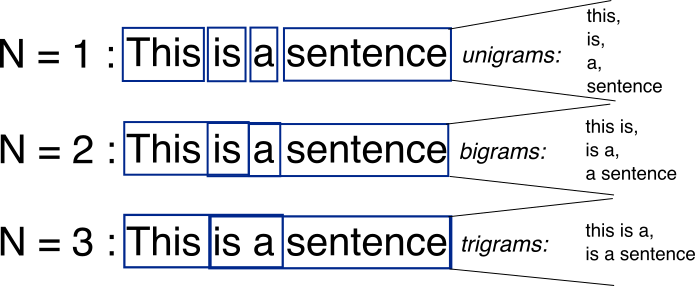 N = 1 : This is a sentence unigrams:
this,
is,
a,
sentence
N = 2 : This is a sentence bigrams:
this is,
is a,
a sentence
N = 3 : This is a sentence trigrams:
this is a,
is a sentence